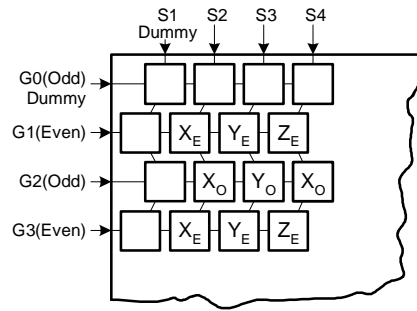 S1 S2 S3 S4
Dummy
G0(Odd)
Dummy
G1(Even) X_E Y_E Z_E
G2(Odd) X_O Y_O X_O
G3(Even) X_E Y_E Z_E